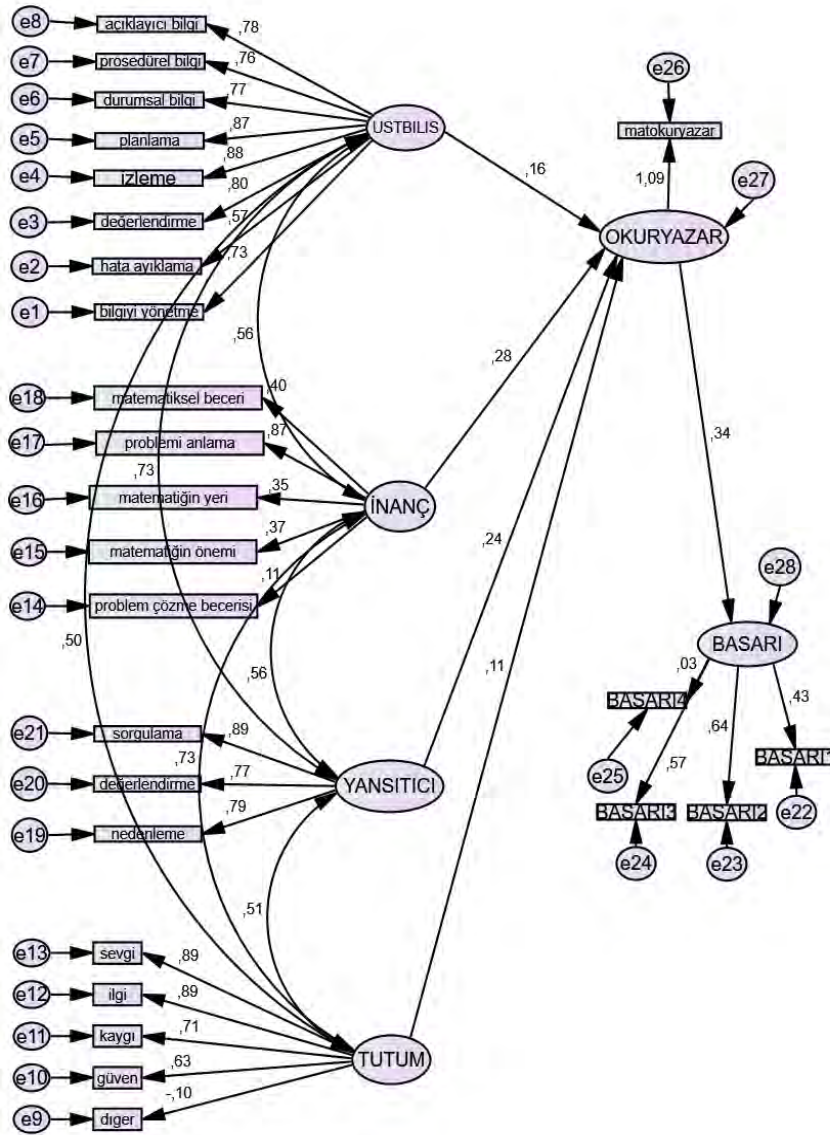 e8
açıklayıcı bilgi
,78
e7
prosedürel bilgi
,76
e6
durumsal bilgi
,77
e5
planlama
,87
e4
izleme
,88
e3
değerlendirme
,80
e2
hata ayıklama
,57
e1
bilgiyi yönetme
,73
USTBILIS
,56
e18
matematiksel beceri
,40
e17
problemi anlama
,87
e16
matematiğin yeri
,35
e15
matematiğin önemi
,37
e14
problem çözme becerisi
,11
İNANÇ
,73
,50
,56
e21
sorgulama
,89
e20
değerlendirme
,77
e19
nedenleme
,79
YANSITICI
,73
,51
e13
sevgi
,89
e12
ilgi
,89
e11
kaygı
,71
e10
güven
,63
e9
dıger
-,10
TUTUM
,16
,28
,24
,11
e26
matokuryazar
1,09
e27
OKURYAZAR
,34
e28
BASARI
,03
BASARI4
e25
,57
BASARI3
e24
,64
BASARI2
e23
,43
BASARI1
e22